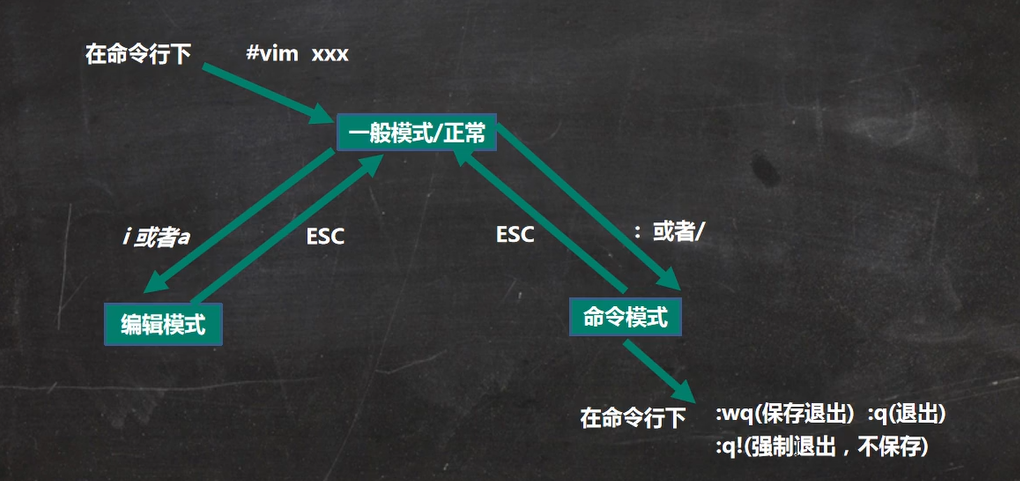 在命令行下 #vim xxx
一般模式/正常
i 或者a
ESC
ESC
: 或者/
编辑模式
命令模式
在命令行下
:wq(保存退出) :q(退出)
:q!(强制退出，不保存)